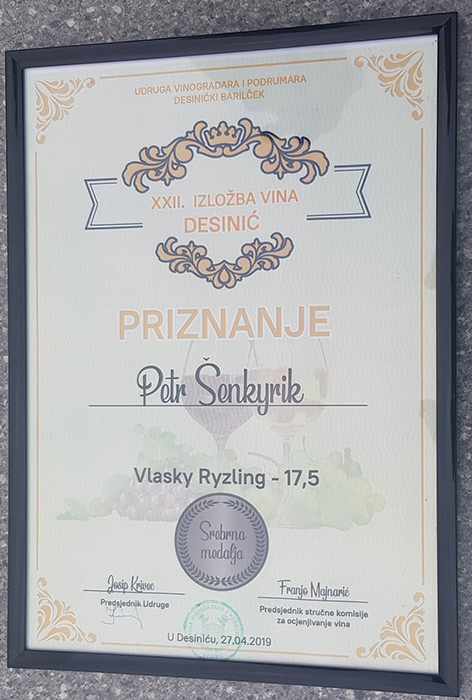 UDRUGA VINOGRADARA I PODRUMARA
DESINIČKI BARILČEK
XXII. IZLOŽBA VINA
DESINIĆ
PRIZNANJE
Petr Šenkyrik
Vlasky Ryzling - 17,5
Srebrna
medalja
Josip Krivec
Predsjednik Udruge
Franjo Majnarić
Predsjednik stručne komisije
za ocjenjivanje vina
U Desiniću, 27.04.2019